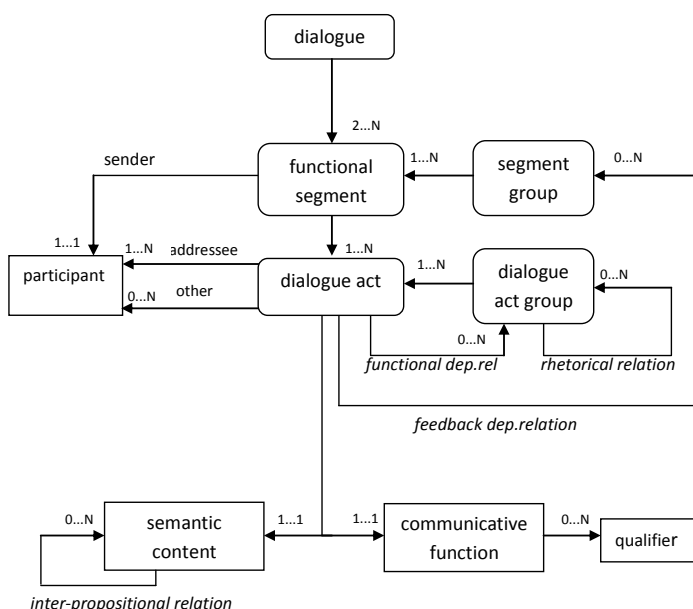 dialogue
2...N
sender
functional
segment
1...N
segment
group
0...N
1...1
1...N
addressee
1...N
participant
0...N
other
dialogue act
1...N
dialogue
act group
0...N
0...N
functional dep.rel
rhetorical relation
feedback dep.relation
0...N
semantic
content
1...1
1...1
communicative
function
0...N
qualifier
inter-propositional relation